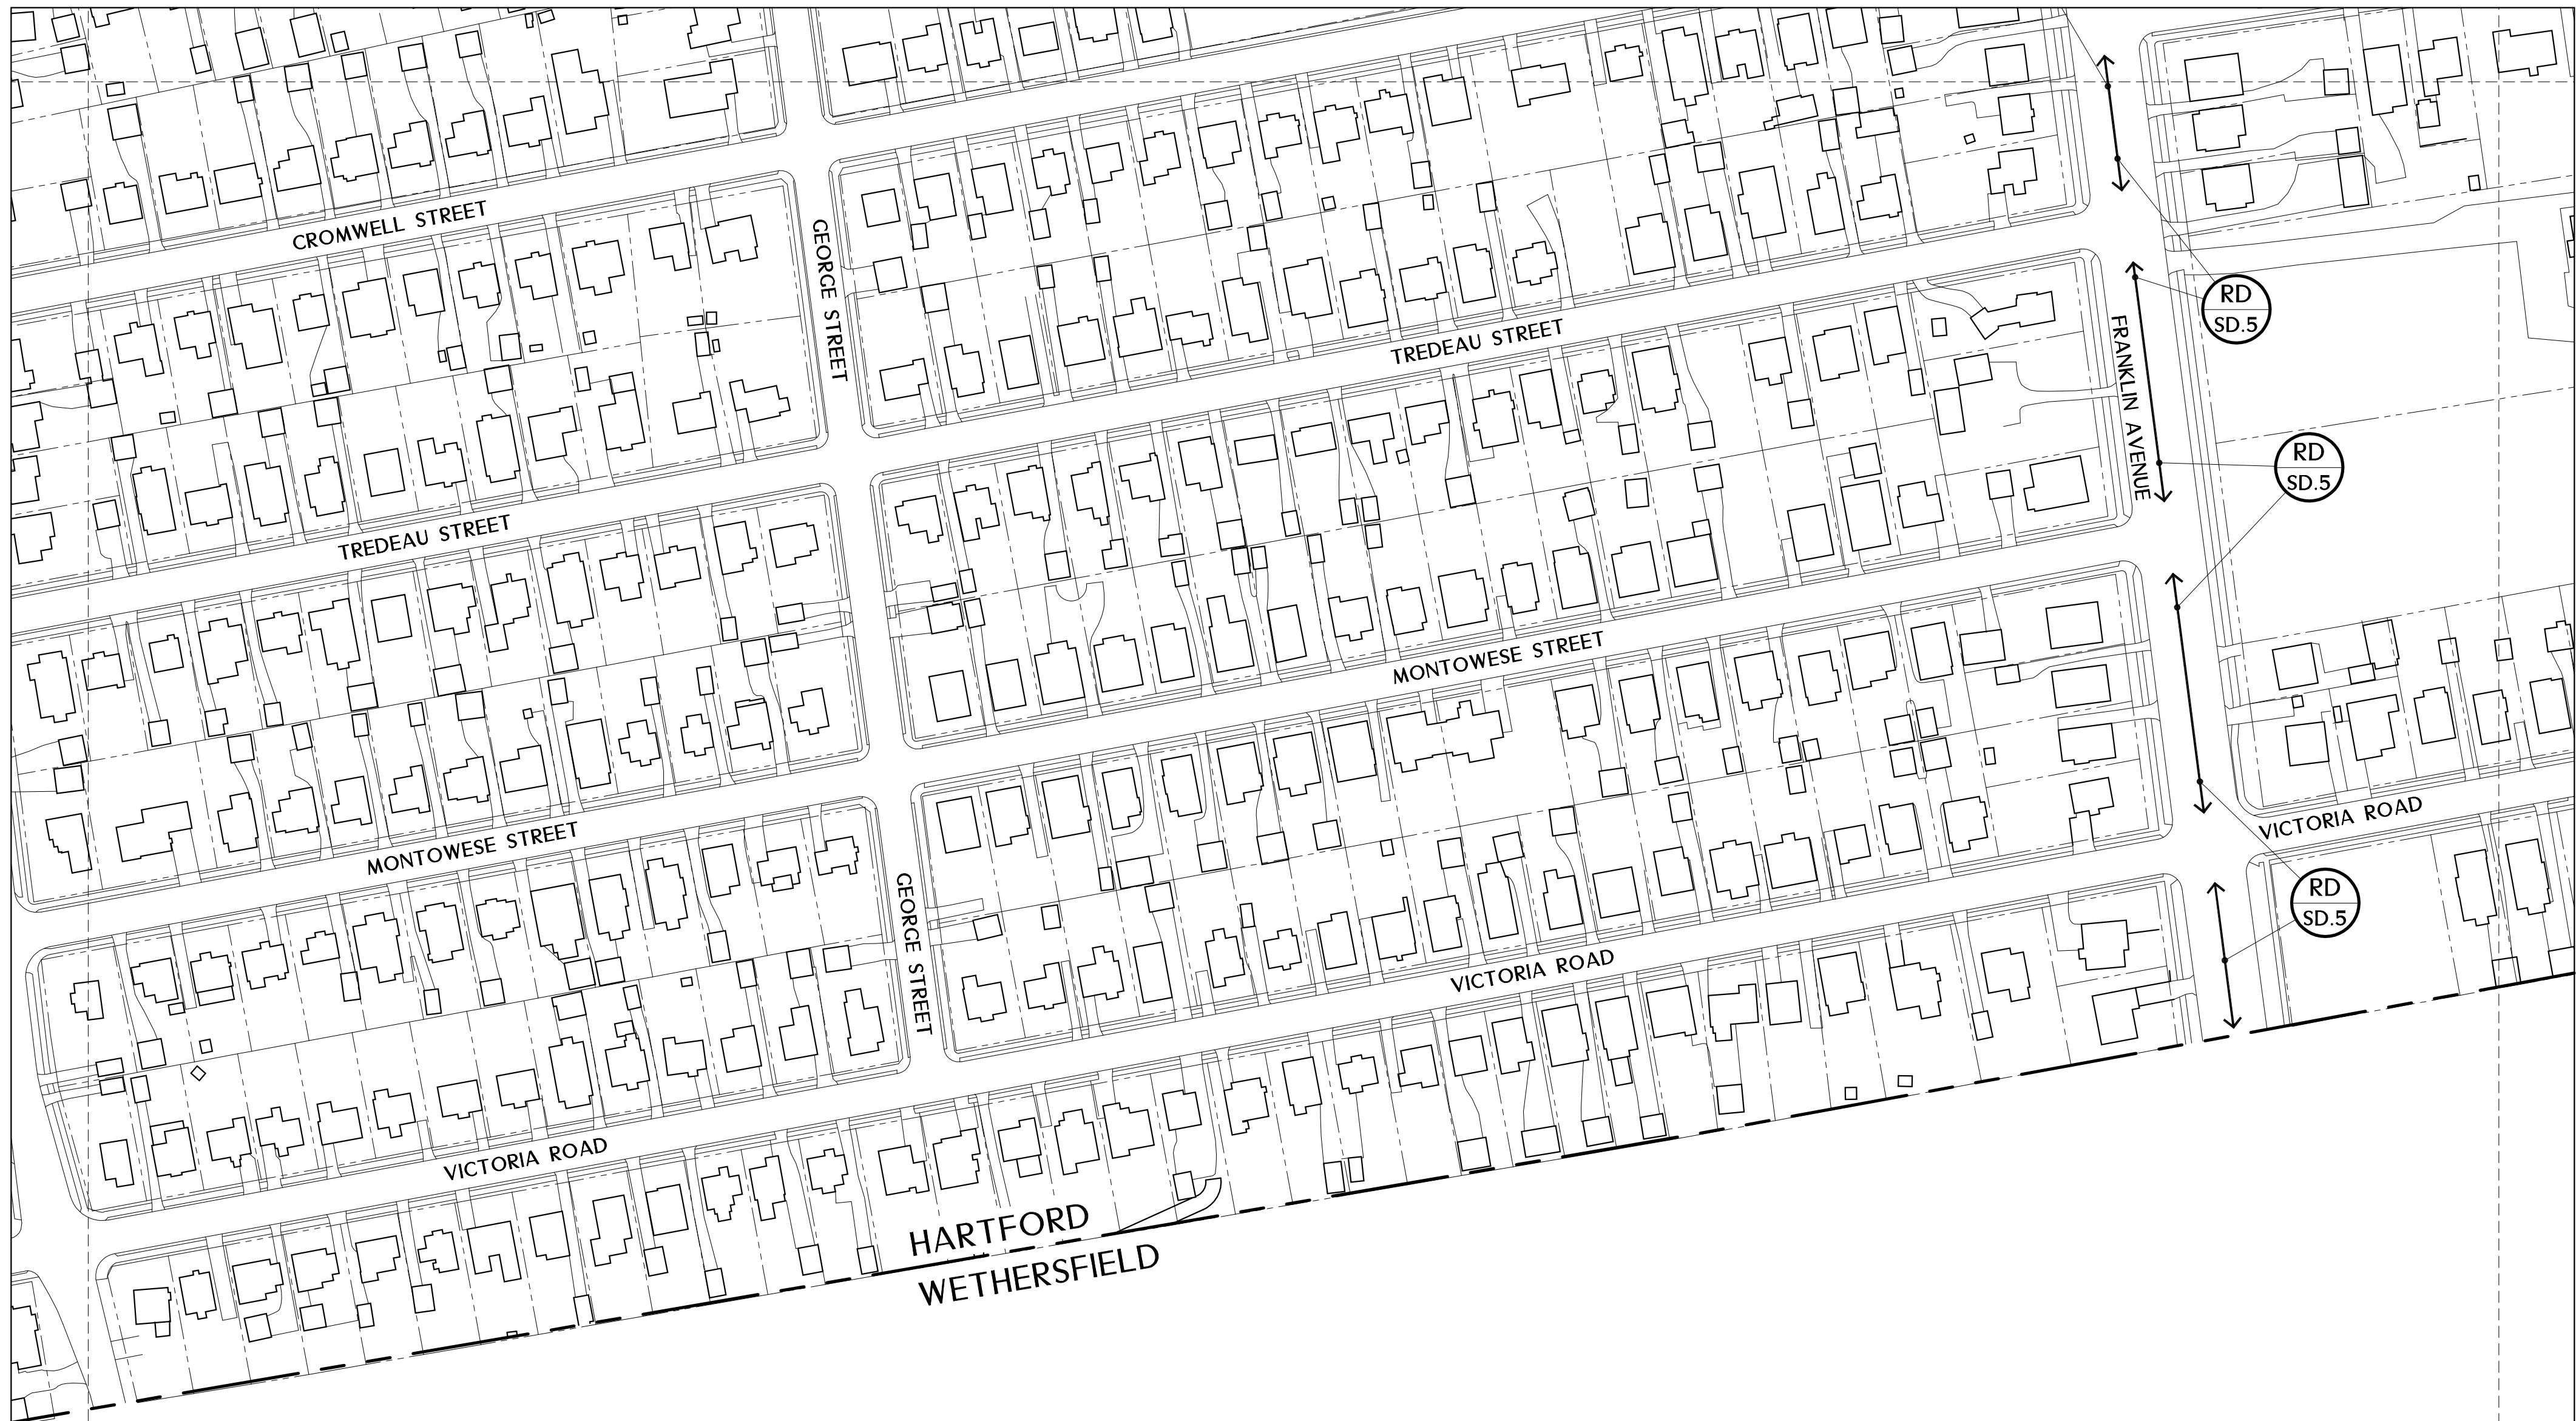 CROMWELL STREET
GEORGE STREET
RD
SD.5
TREDEAU STREET
FRANKLIN AVENUE
RD
SD.5
TREDEAU STREET
MONTOWESE STREET
VICTORIA ROAD
MONTOWESE STREET
RD
SD.5
GEORGE STREET
VICTORIA ROAD
VICTORIA ROAD
HARTFORD
WETHERSFIELD